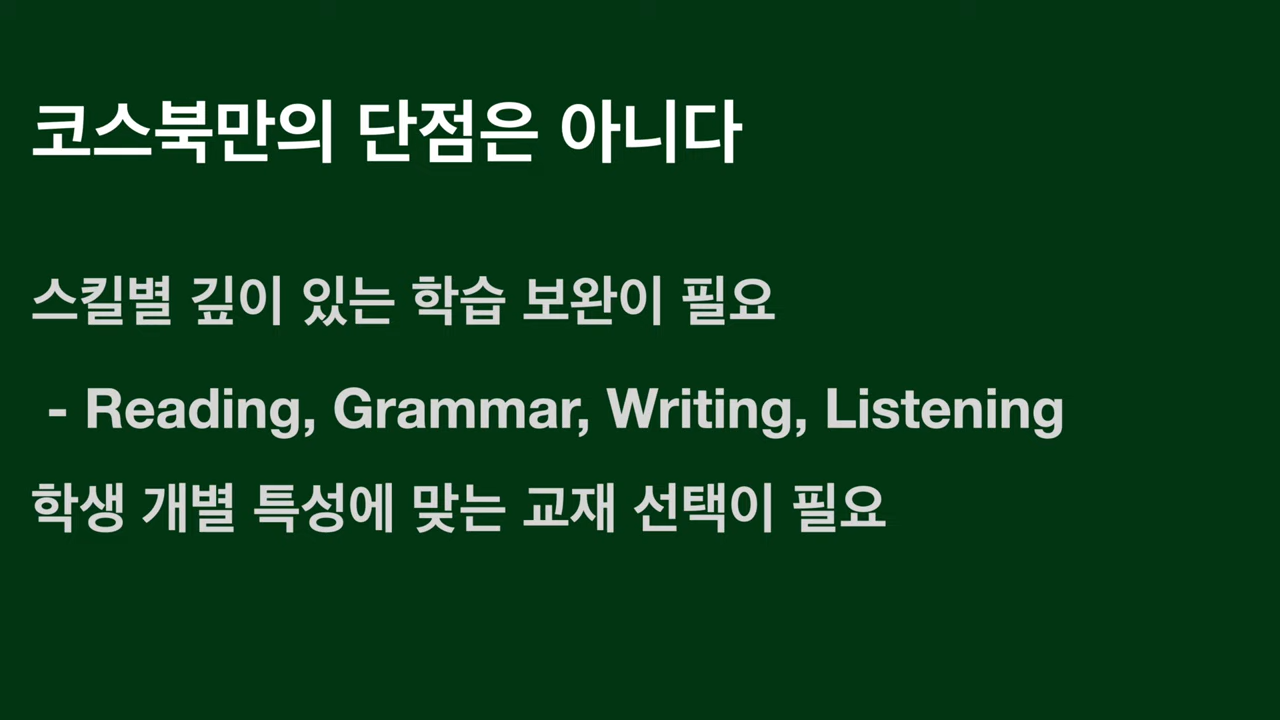 코스북만의 단점은 아니다
스킬별 깊이 있는 학습 보완이 필요
- Reading, Grammar, Writing, Listening
학생 개별 특성에 맞는 교재 선택이 필요